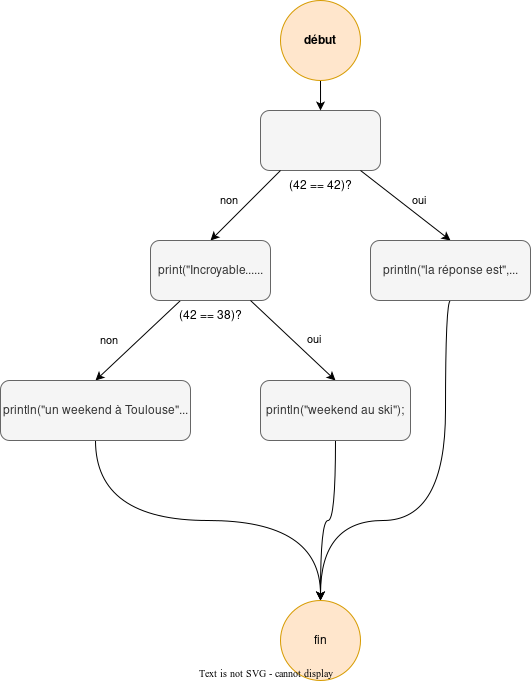 début
(42 == 42)?
non
oui
print("Incroyable......
println("la réponse est",...
(42 == 38)?
non
oui
println("un weekend à Toulouse"...
println("weekend au ski");
fin
Text is not SVG - cannot display